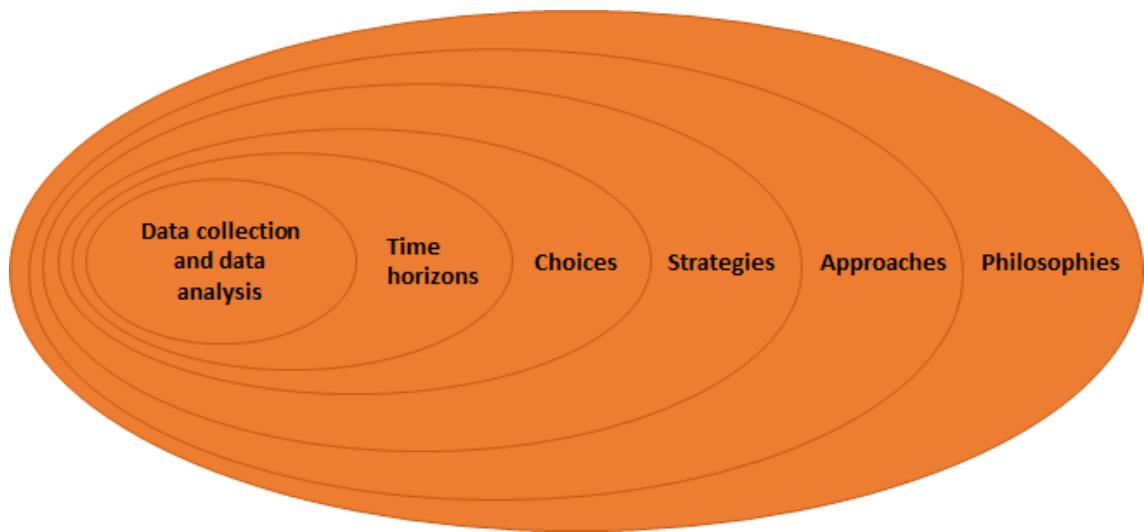 Data collection
and data
analysis
Time
horizons
Choices
Strategies
Approaches
Philosophies